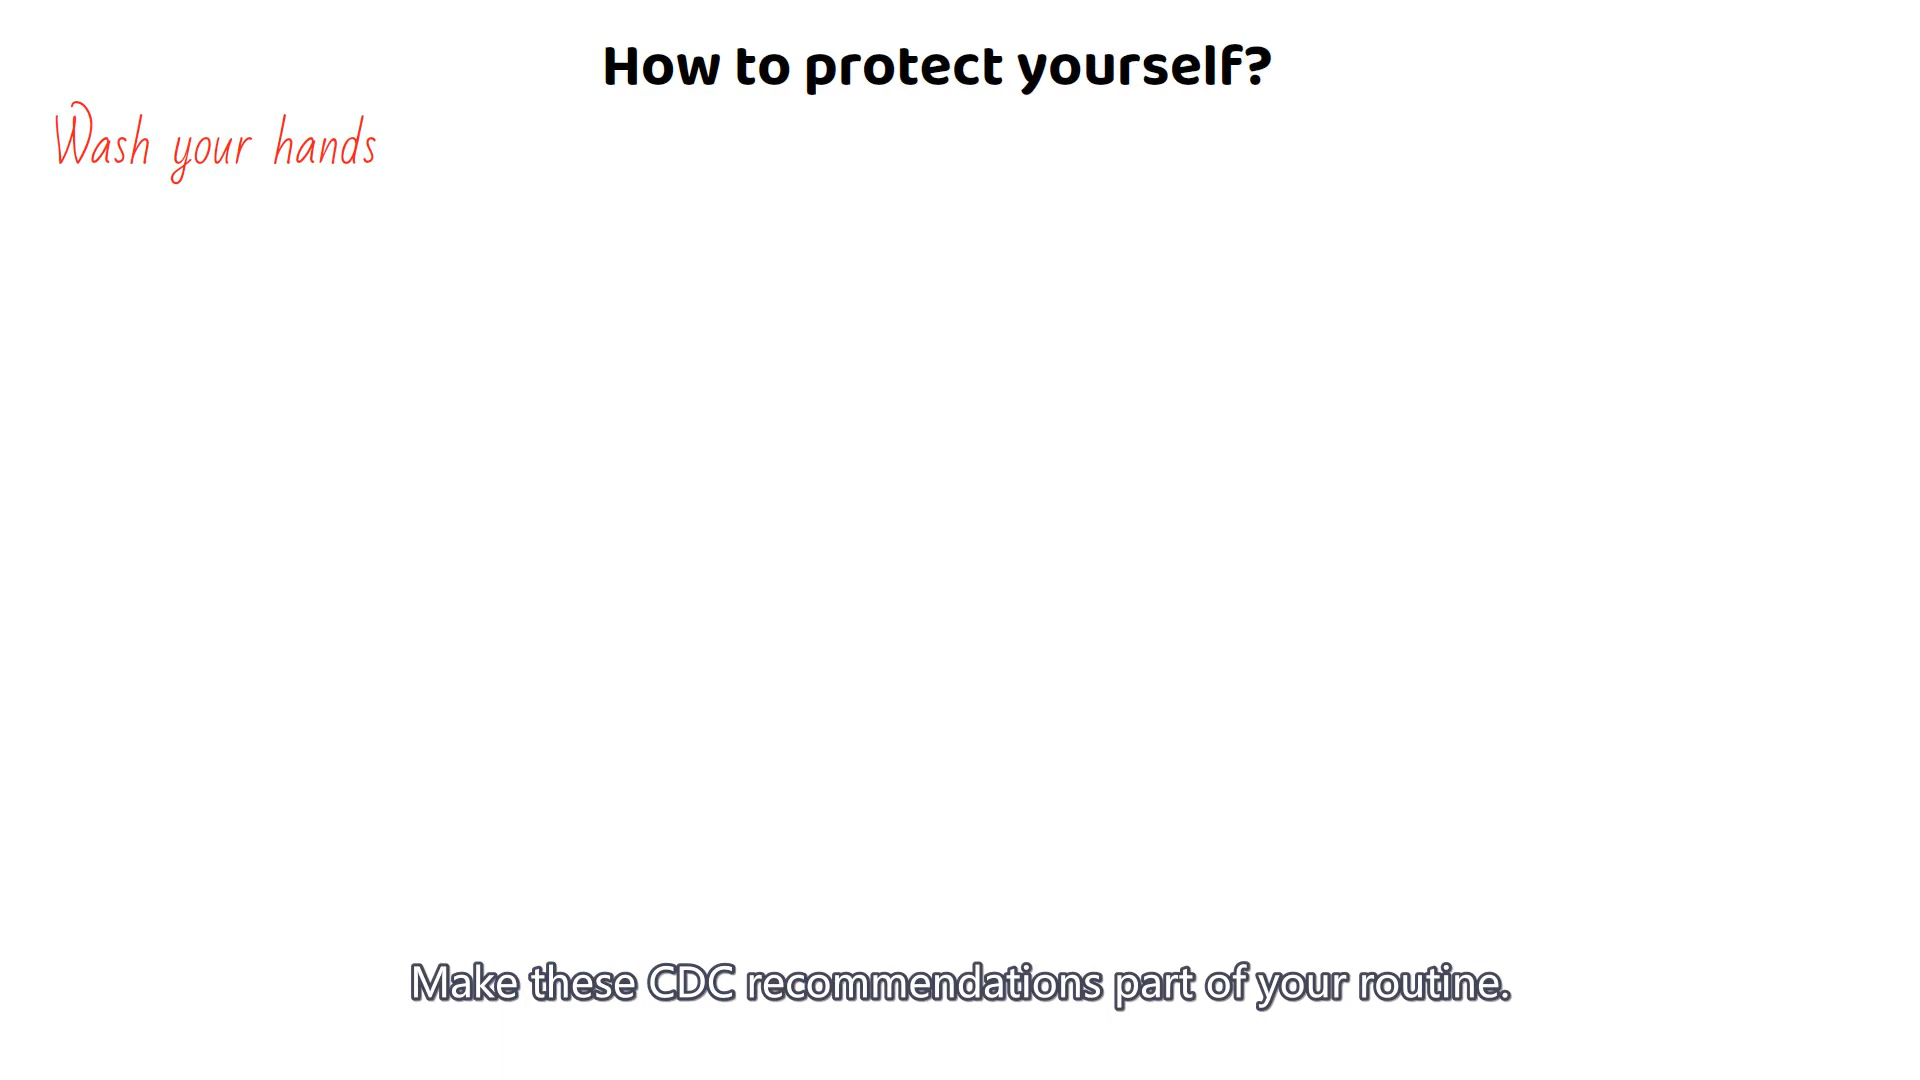 How to protect yourself?
Wash your hands
Make these CDC recommendations part of your routine.